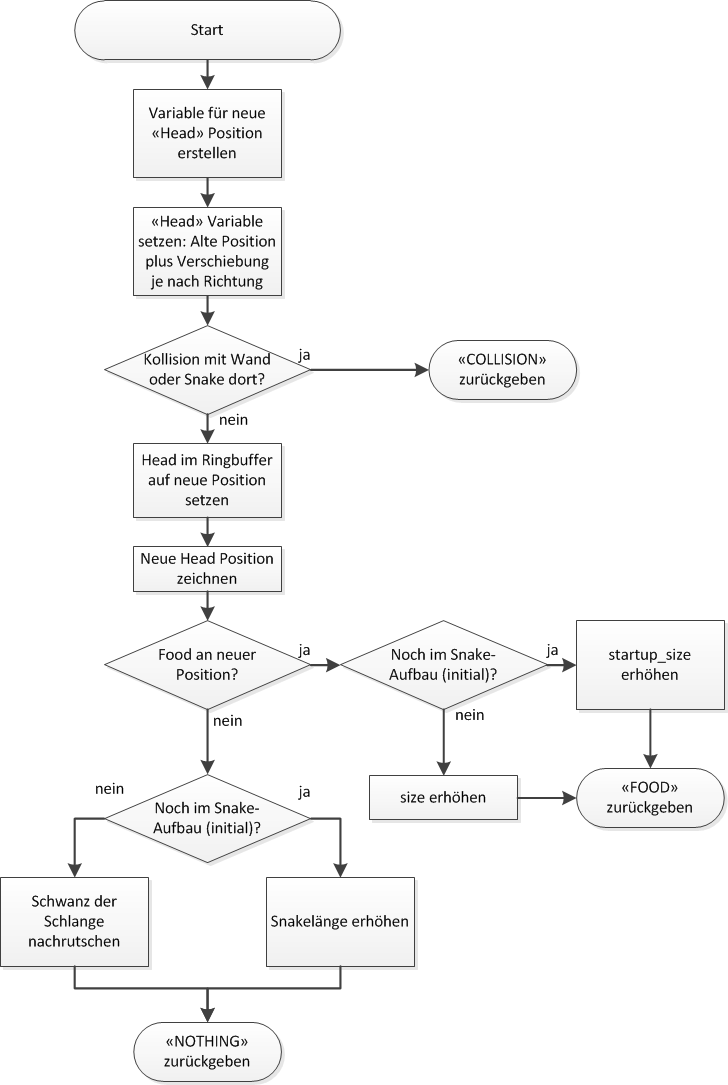 Start
Variable für neue
«Head» Position
erstellen
«Head» Variable
setzen: Alte Position
plus Verschiebung
je nach Richtung
Kollision mit Wand
oder Snake dort?
ja
«COLLISION»
zurückgeben
nein
Head im Ringbuffer
auf neue Position
setzen
Neue Head Position
zeichnen
Food an neuer
Position?
ja
Noch im Snake-
Aufbau (initial)?
ja
startup_size
erhöhen
nein
nein
size erhöhen
«FOOD»
zurückgeben
Noch im Snake-
Aufbau (initial)?
nein
ja
Schwanz der
Schlange
nachrutschen
Snakelänge erhöhen
«NOTHING»
zurückgeben